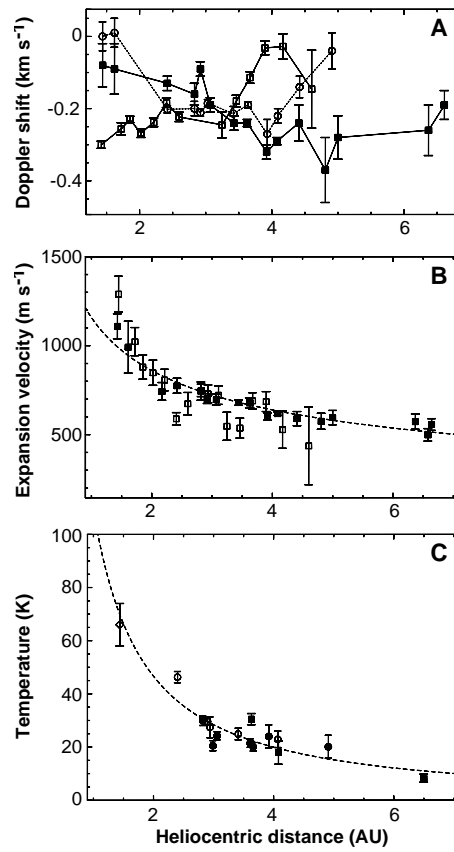 A
0
-0.2
-0.4
Doppler shift (km s-1)
2 4 6
B
1500
1000
500
Expansion velocity (m s-1)
2 4 6
C
100
80
60
40
20
0
Temperature (K)
2 4 6
Heliocentric distance (AU)